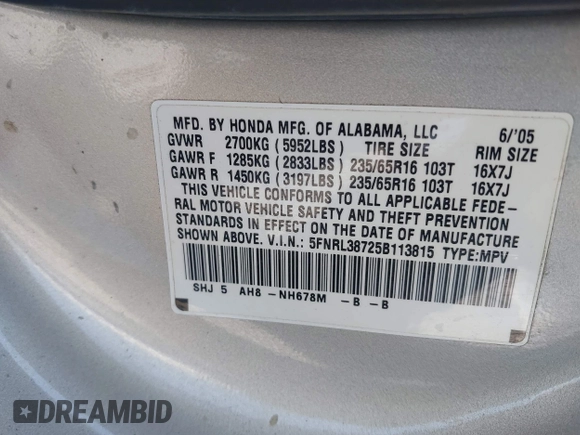 MFD. BY HONDA MFG. OF ALABAMA, LLC 6/'05
GVWR 2700KG(5952LBS) TIRE SIZE RIM SIZE
GAWR F 1285KG(2833LBS) 235/65R16 103T 16X7J
GAWR R 1450KG(3197LBS) 235/65R16 103T 16X7J
THIS VEHICLE CONFORMS TO ALL APPLICABLE FEDE-
RAL MOTOR VEHICLE SAFETY AND THEFT PREVENTION
STANDARDS IN EFFECT ON THE DATE OF MANUFACTURE
SHOWN ABOVE. V.I.N.: 5FNRL38725B113815 TYPE:MPV
SHJ 5 AH8 -NH678M -B -B
DREAMBID